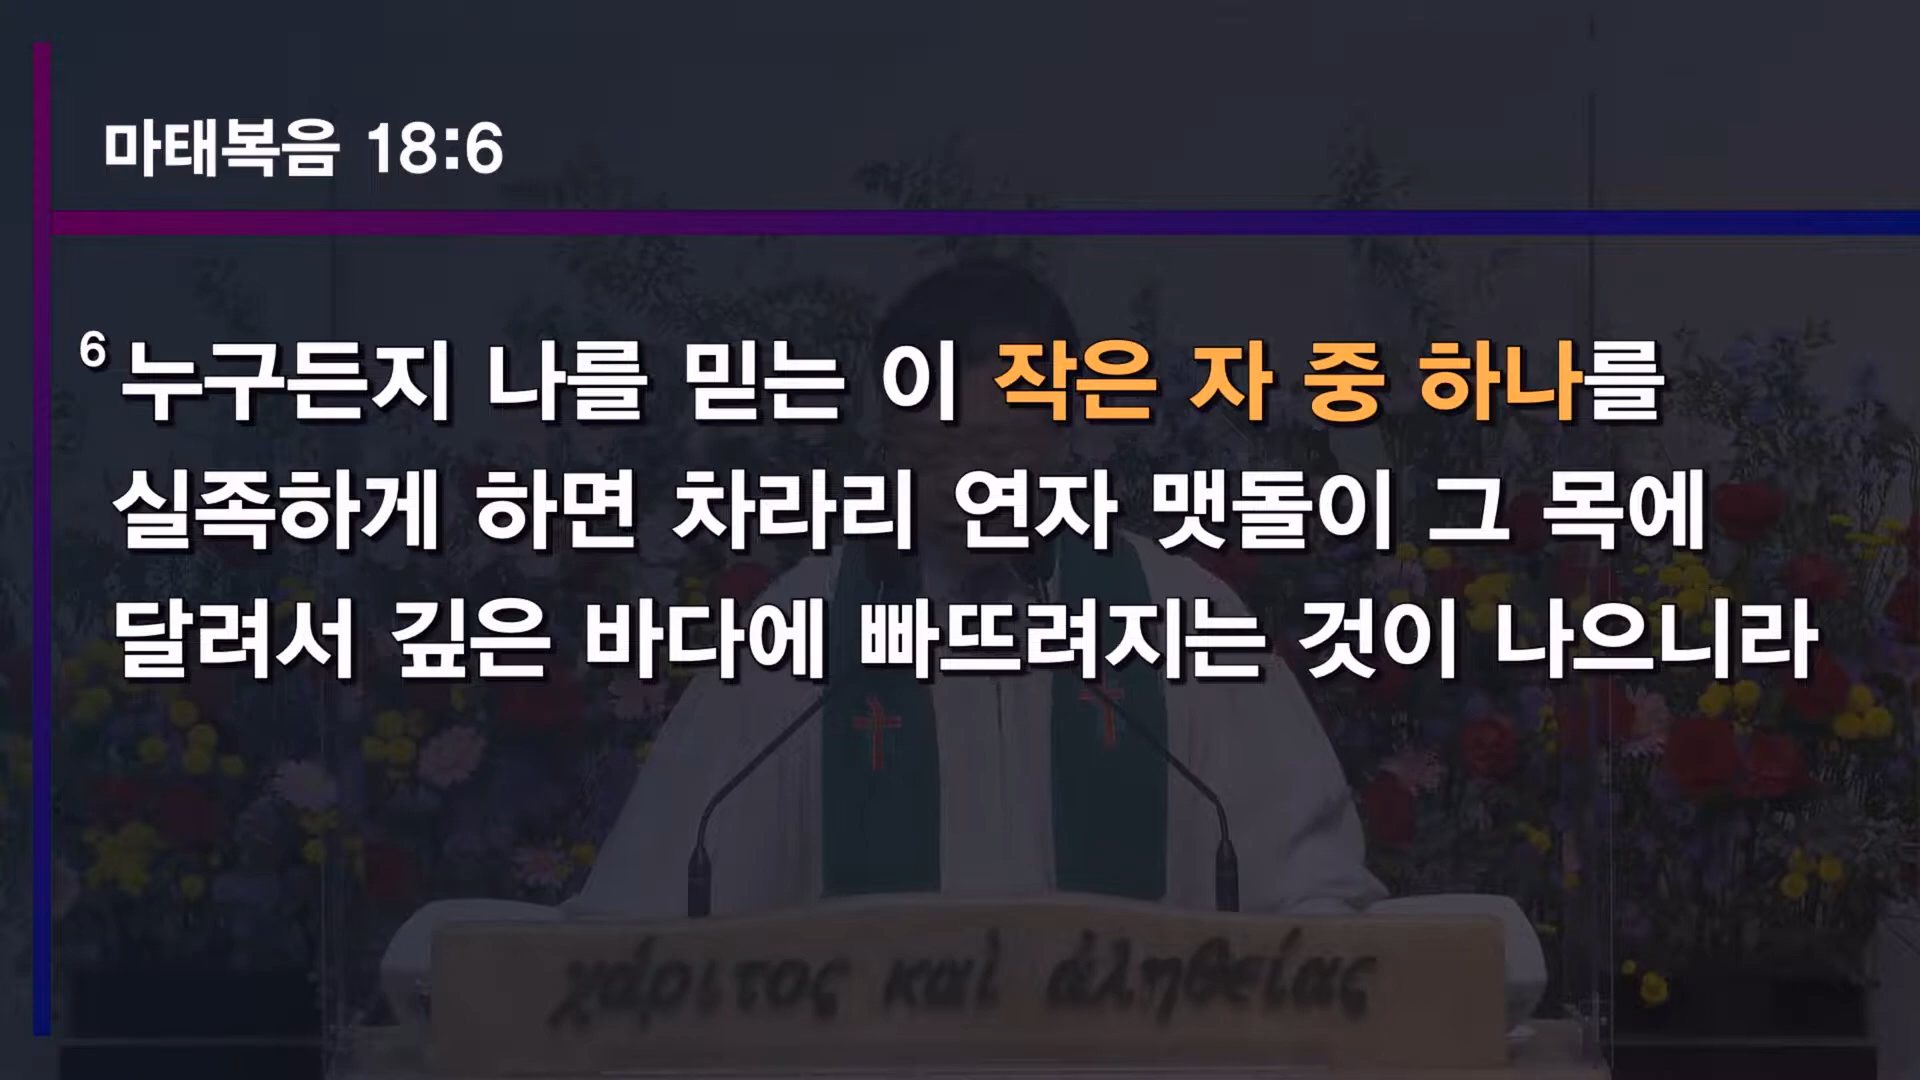 마태복음 18:6
6 누구든지 나를 믿는 이 작은 자 중 하나를
실족하게 하면 차라리 연자 맷돌이 그 목에
달려서 깊은 바다에 빠뜨려지는 것이 나으니라
χάριτος καὶ ἀληθείας